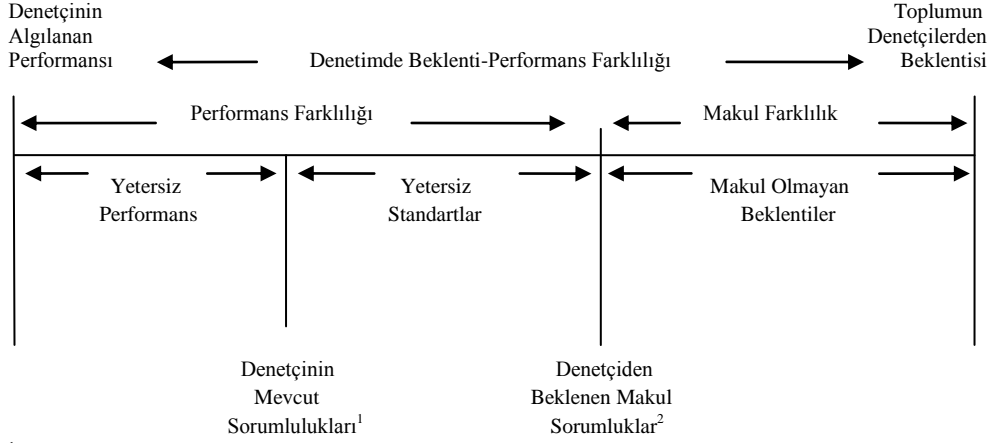 Denetçinin
Algılanan
Performansı
Denetimde Beklenti-Performans Farklılığı
Toplumun
Denetçilerden
Beklentisi
Performans Farklılığı
Makul Farklılık
Yetersiz
Performans
Yetersiz
Standartlar
Makul Olmayan
Beklentiler
Denetçinin
Mevcut
Sorumlulukları1
Denetçiden
Beklenen Makul
Sorumluklar2